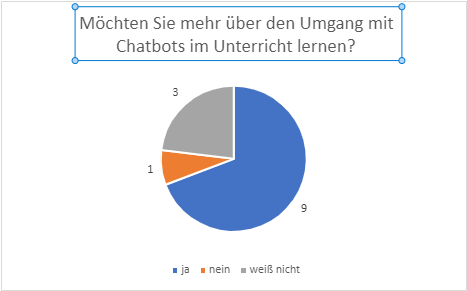 Möchten Sie mehr über den Umgang mit
Chatbots im Unterricht lernen?
3
1
9
ja nein weiß nicht